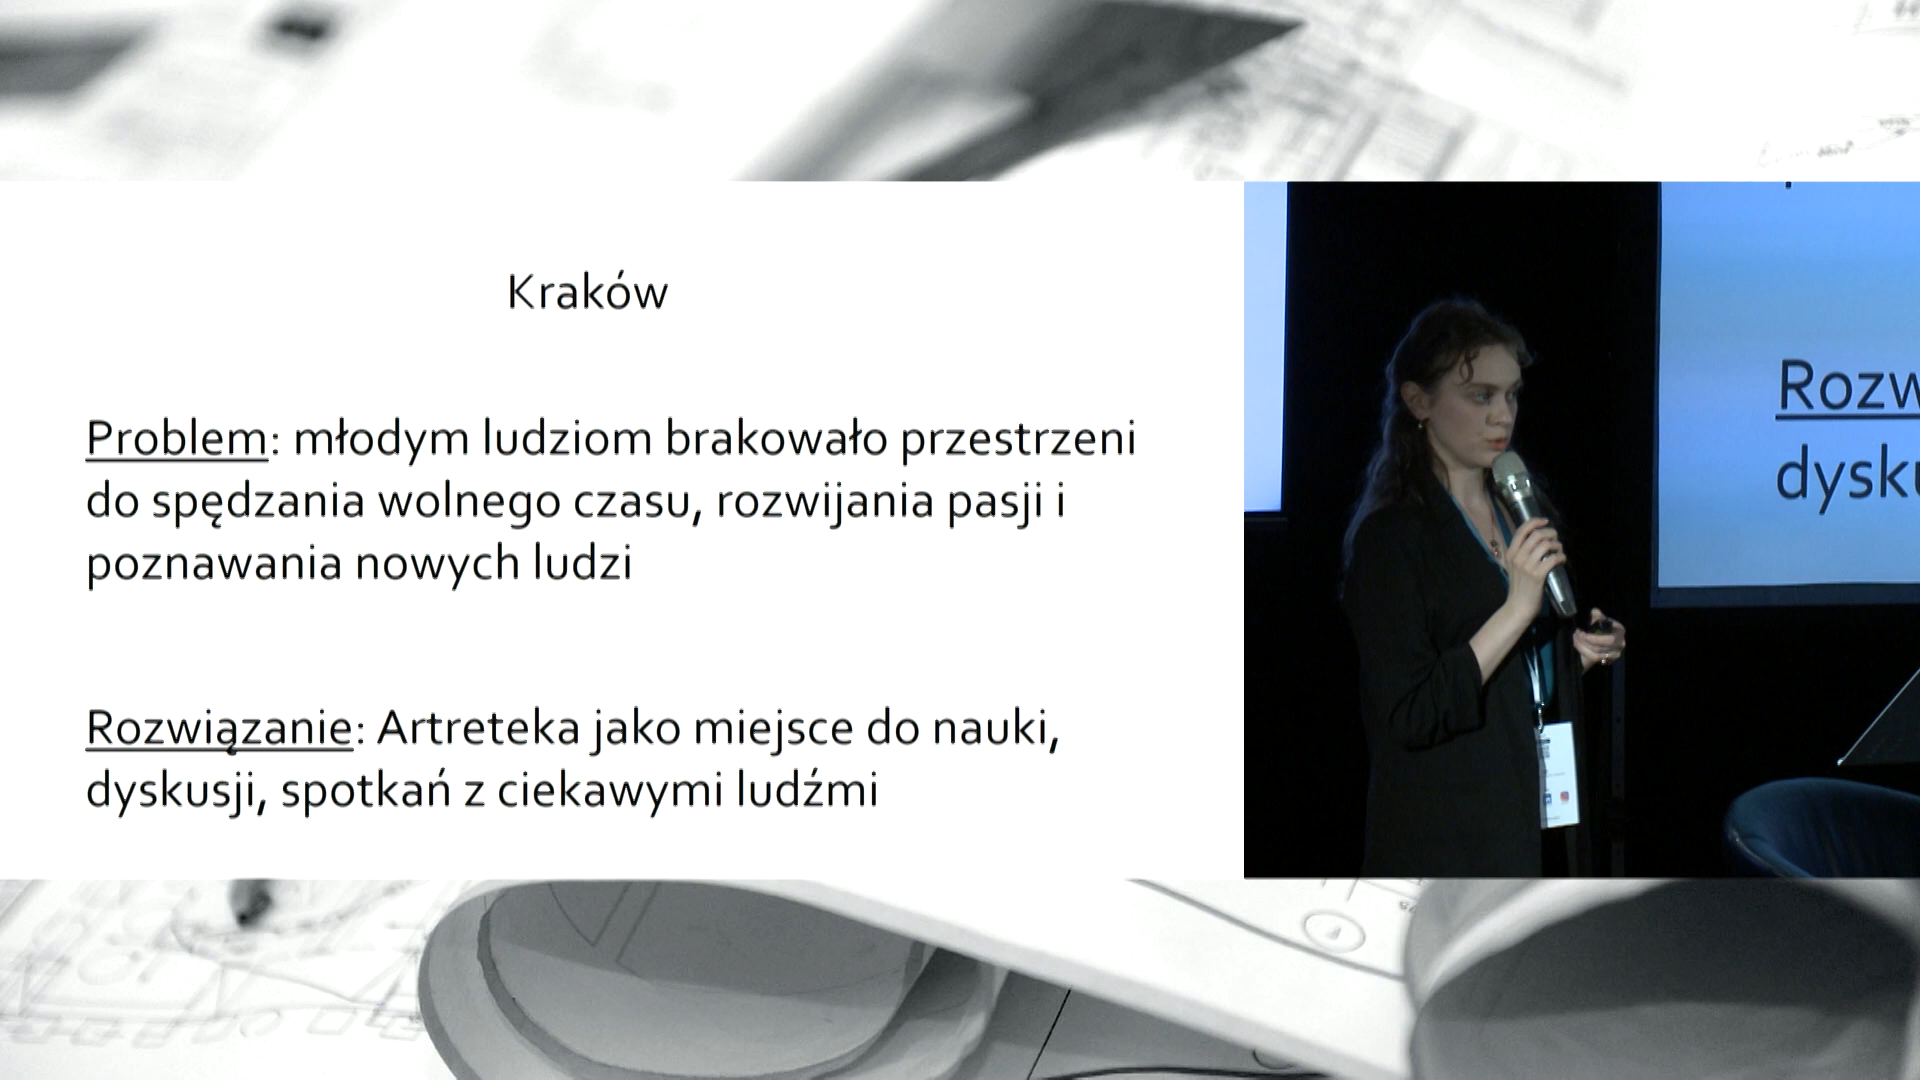 Kraków
Problem: młodym ludziom brakowało przestrzeni
do spędzania wolnego czasu, rozwijania pasji i
poznawania nowych ludzi
Rozwiązanie: Artreteka jako miejsce do nauki,
dyskusji, spotkań z ciekawymi ludźmi